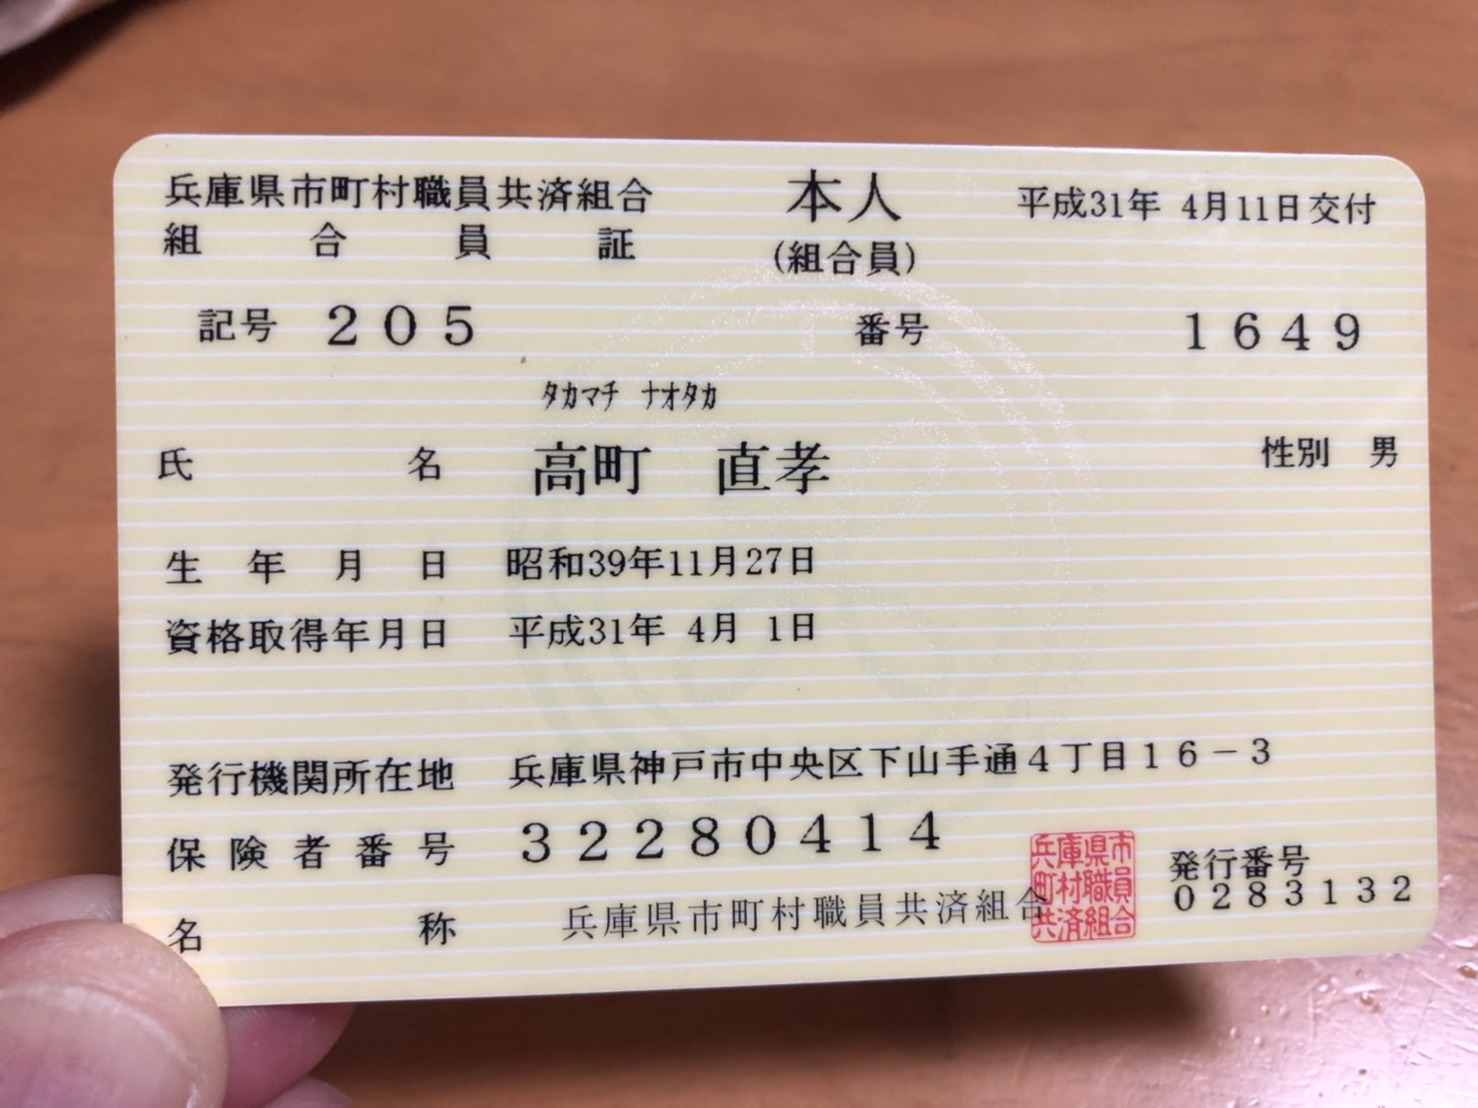 兵庫県市町村職員共済組合 本人 平成31年 4月11日交付
組合員証 (組合員)
記号 205 番号 1649
タカマチ ナオタカ
氏名 高町 直孝 性別 男
生年月日 昭和39年11月27日
資格取得年月日 平成31年 4月 1日
発行機関所在地 兵庫県神戸市中央区下山手通4丁目16-3
保険者番号 32280414
発行番号
0283132
名称 兵庫県市町村職員共済組合
兵庫県市
町村職員
共済組合